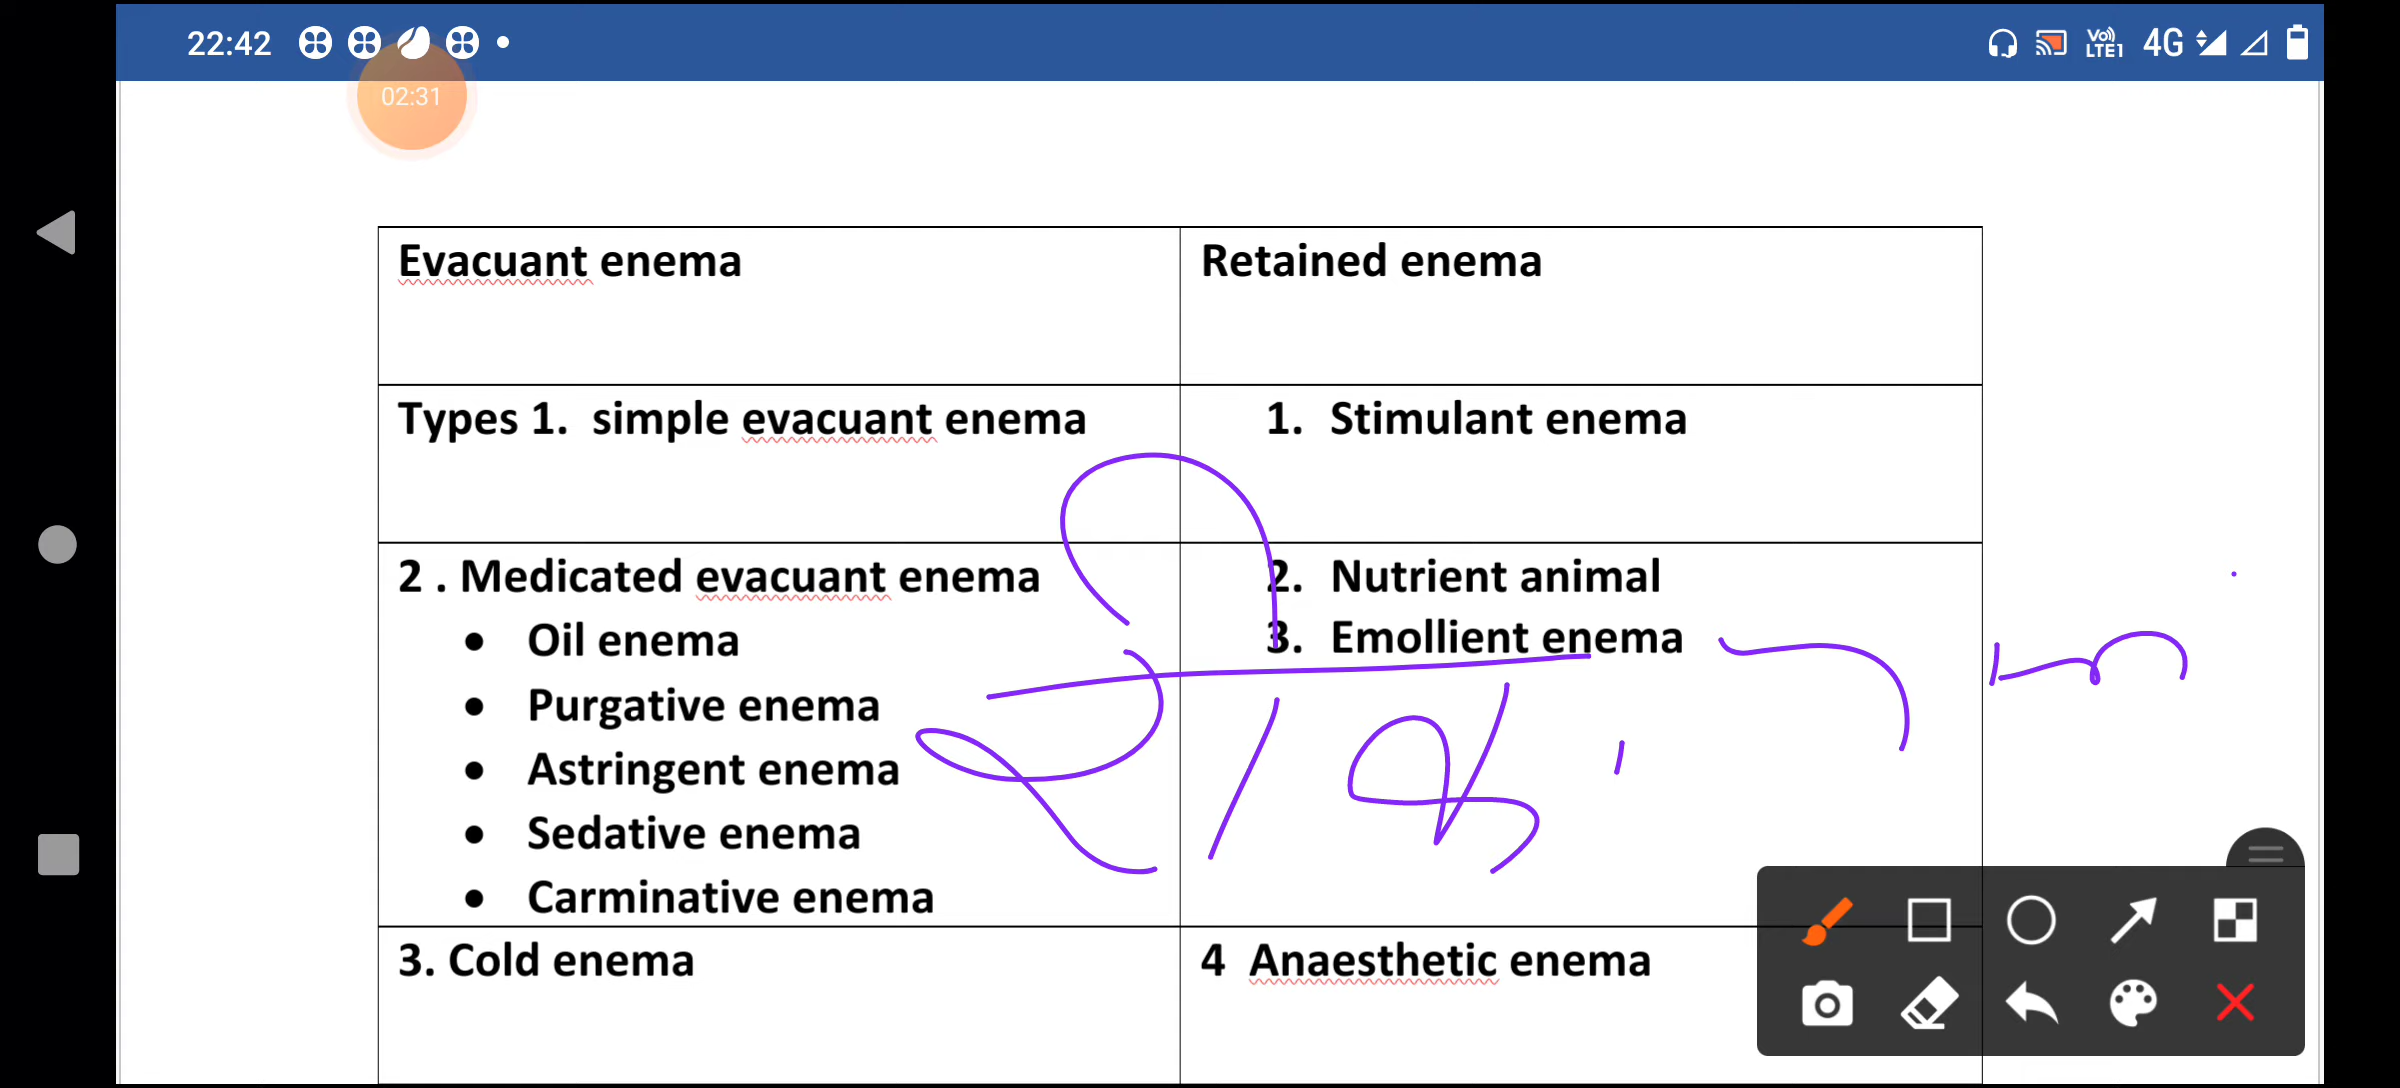 22:42
VoLTE1 4G
02:31
Evacuant enema
Retained enema
Types 1. simple evacuant enema
1. Stimulant enema
2 . Medicated evacuant enema
• Oil enema
• Purgative enema
• Astringent enema
• Sedative enema
• Carminative enema
2. Nutrient animal
3. Emollient enema
3. Cold enema
4 Anaesthetic enema